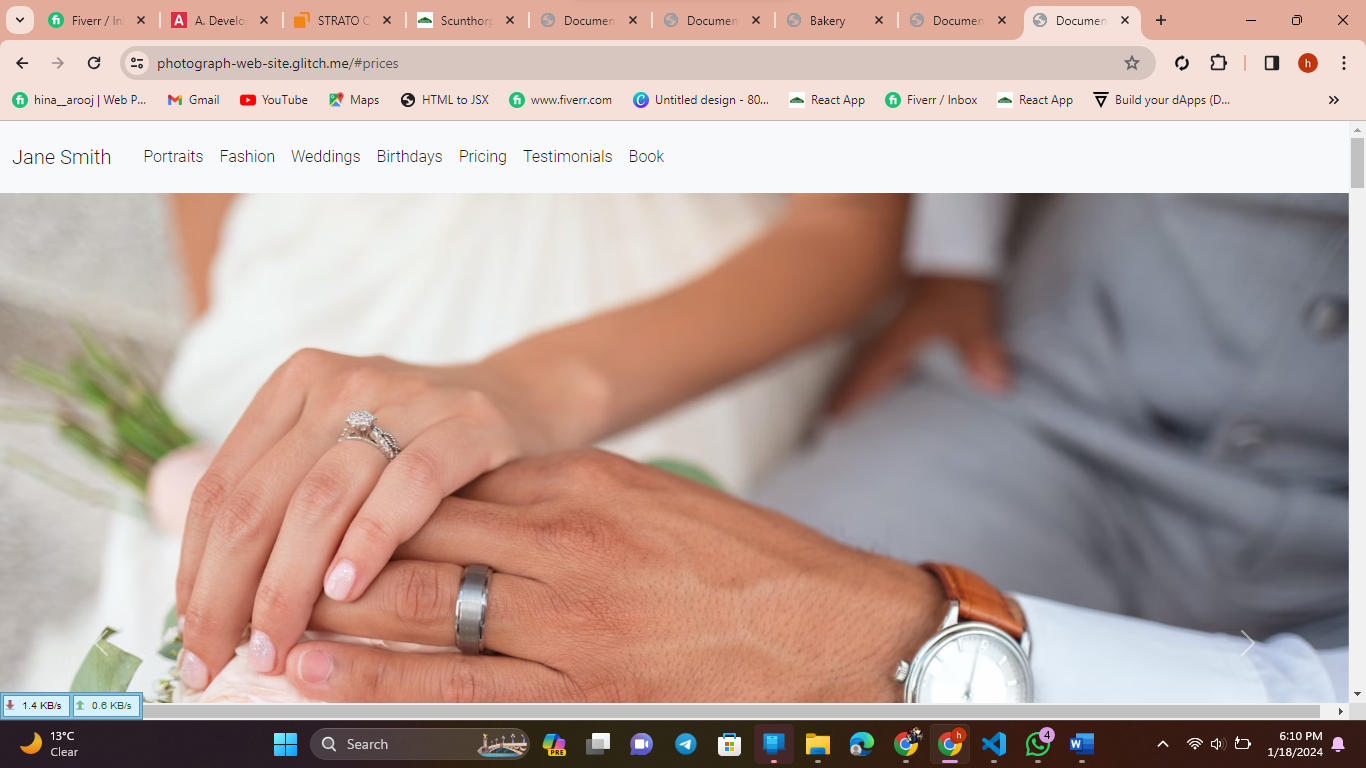 Fiverr / In
A. Develo
STRATO C
Scunthorp
Documen
Documen
Bakery
Documen
Documen
photograph-web-site.glitch.me/#prices
h
hina__arooj | Web P...
Gmail
YouTube
Maps
HTML to JSX
www.fiverr.com
Untitled design - 80...
React App
Fiverr / Inbox
React App
Build your dApps (D...
Jane Smith
Portraits
Fashion
Weddings
Birthdays
Pricing
Testimonials
Book
1.4 KB/s
0.6 KB/s
13°C
Clear
Search
PRE
h
4
6:10 PM
1/18/2024